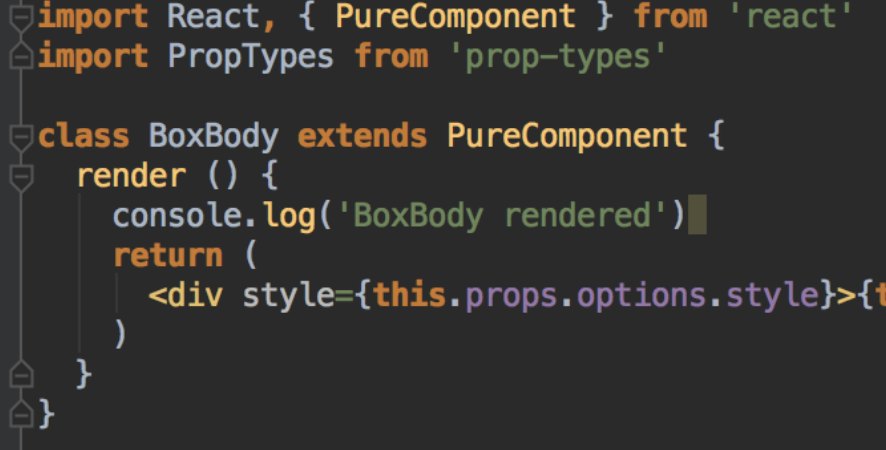 import React, { PureComponent } from 'react'
import PropTypes from 'prop-types'
class BoxBody extends PureComponent {
render () {
console.log('BoxBody rendered')
return (
<div style={this.props.options.style}>{t
)
}
}